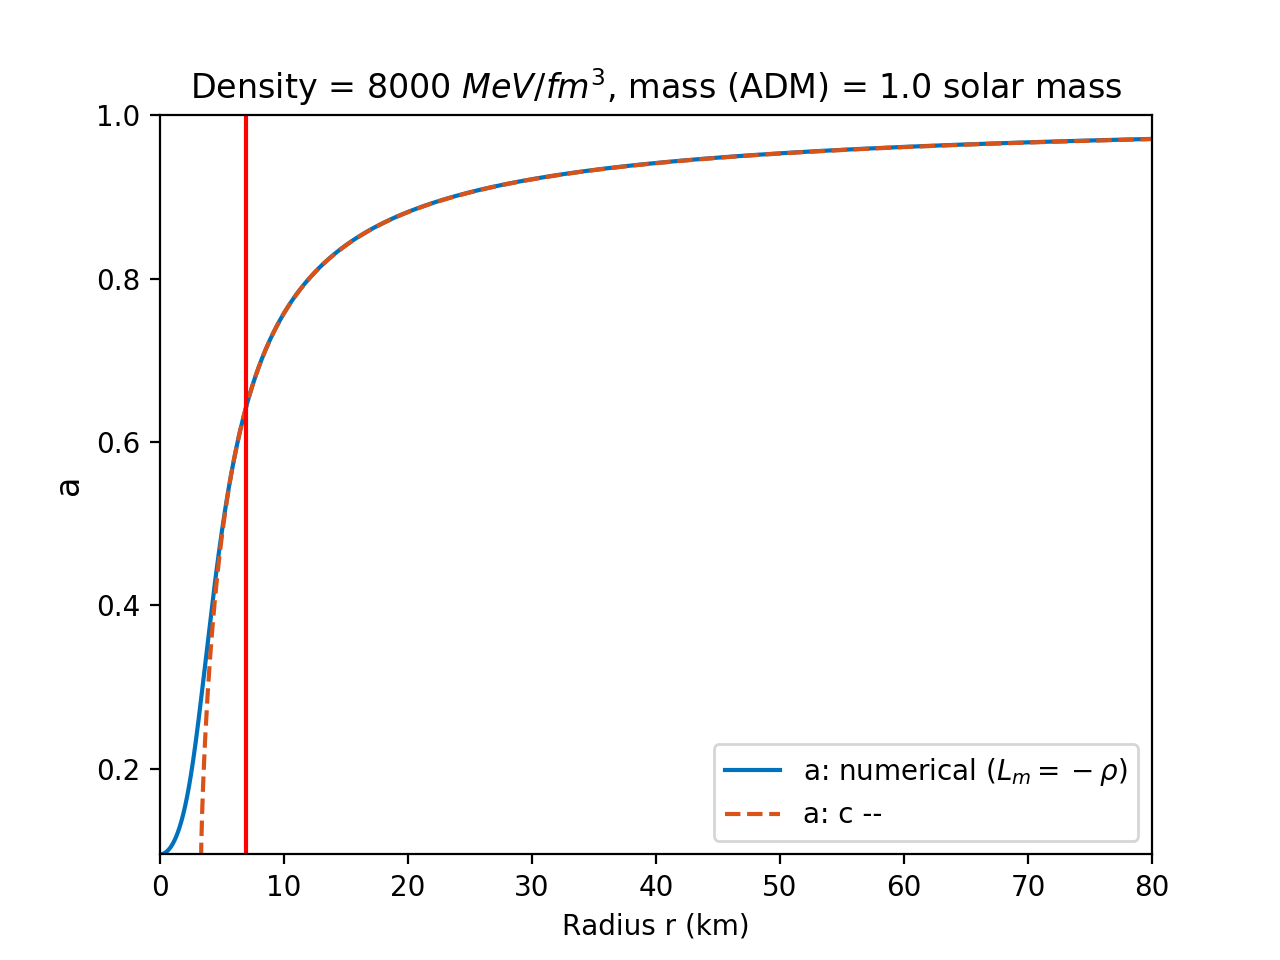 Density = 8000 MeV/fm³, mass (ADM) = 1.0 solar mass
1.0
0.8
0.6
0.4
0.2
a
a: numerical (Lₘ = −ρ)
a: c --
0 10 20 30 40 50 60 70 80
Radius r (km)